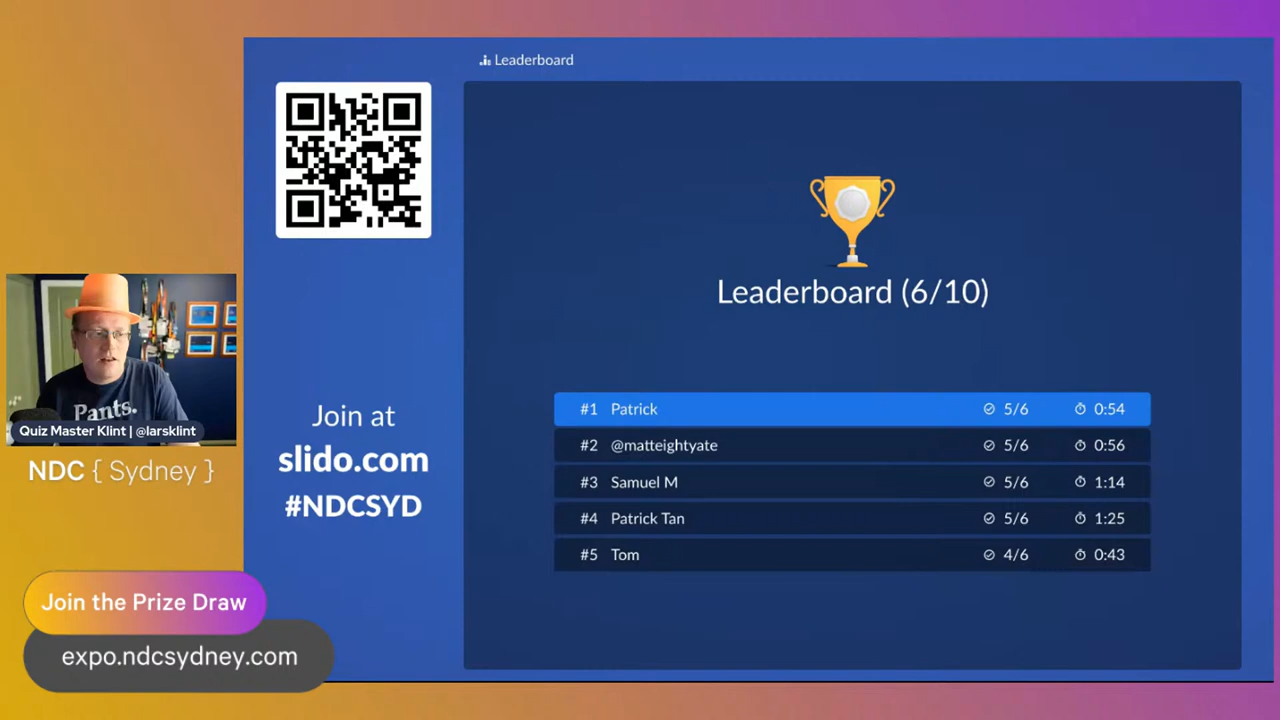 Leaderboard
Leaderboard (6/10)
#1 Patrick 5/6 0:54
#2 @matteightyate 5/6 0:56
#3 Samuel M 5/6 1:14
#4 Patrick Tan 5/6 1:25
#5 Tom 4/6 0:43
Join at
slido.com
#NDCSYD
Pants.
Quiz Master Klint | @larsklint
NDC { Sydney }
Join the Prize Draw
expo.ndcsydney.com